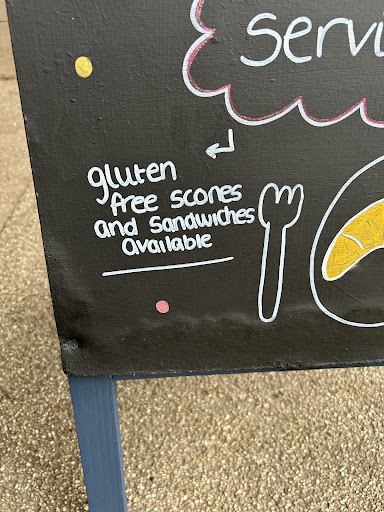 servi
gluten
free scones
and sandwiches
available